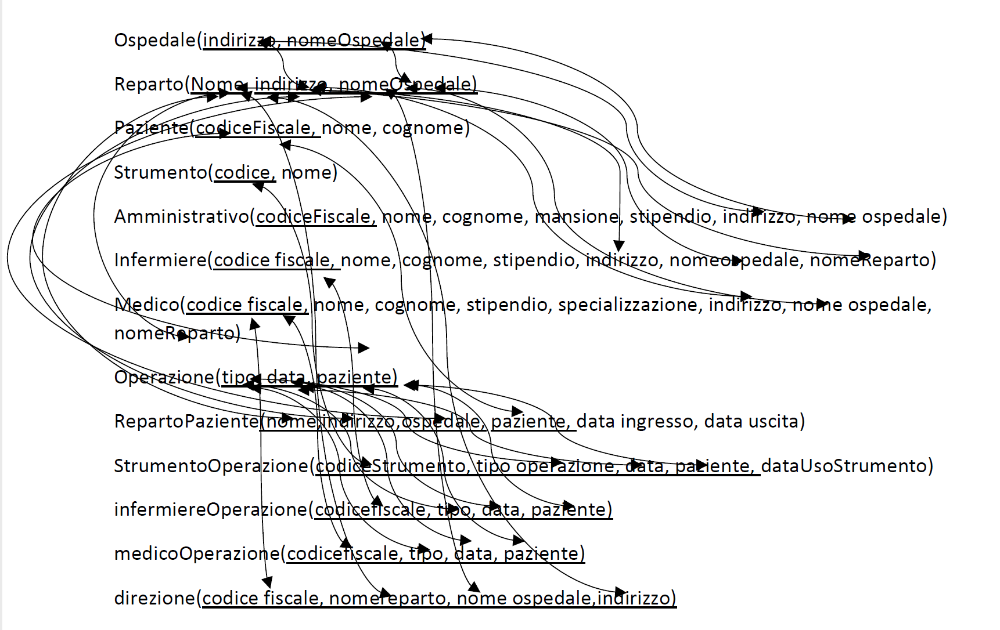 Ospedale(indirizzo, nomeOspedale)
Reparto(Nome, indirizzo, nomeOspedale)
Paziente(codiceFiscale, nome, cognome)
Strumento(codice, nome)
Amministrativo(codiceFiscale, nome, cognome, mansione, stipendio, indirizzo, nome ospedale)
Infermiere(codice fiscale, nome, cognome, stipendio, indirizzo, nomeospedale, nomeReparto)
Medico(codice fiscale, nome, cognome, stipendio, specializzazione, indirizzo, nome ospedale,
nomeReparto)
Operazione(tipo, data, paziente)
RepartoPaziente(nome,indirizzo,ospedale, paziente, data ingresso, data uscita)
StrumentoOperazione(codiceStrumento, tipo operazione, data, paziente, dataUsoStrumento)
infermiereOperazione(codicefiscale, tipo, data, paziente)
medicoOperazione(codicefiscale, tipo, data, paziente)
direzione(codice fiscale, nomereparto, nome ospedale,indirizzo)